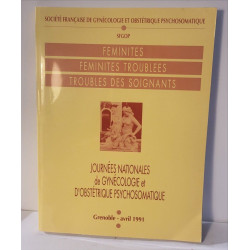 SOCIÉTÉ FRANÇAISE DE GYNÉCOLOGIE ET OBSTÉTRIQUE PSYCHOSOMATIQUE
SFGOP
FEMINITES
FEMINITES TROUBLEES
TROUBLES DES SOIGNANTS
JOURNÉES NATIONALES
de GYNECOLOGIE et
D'OBSTÉTRIQUE PSYCHOSOMATIQUE
Grenoble - avril 1991